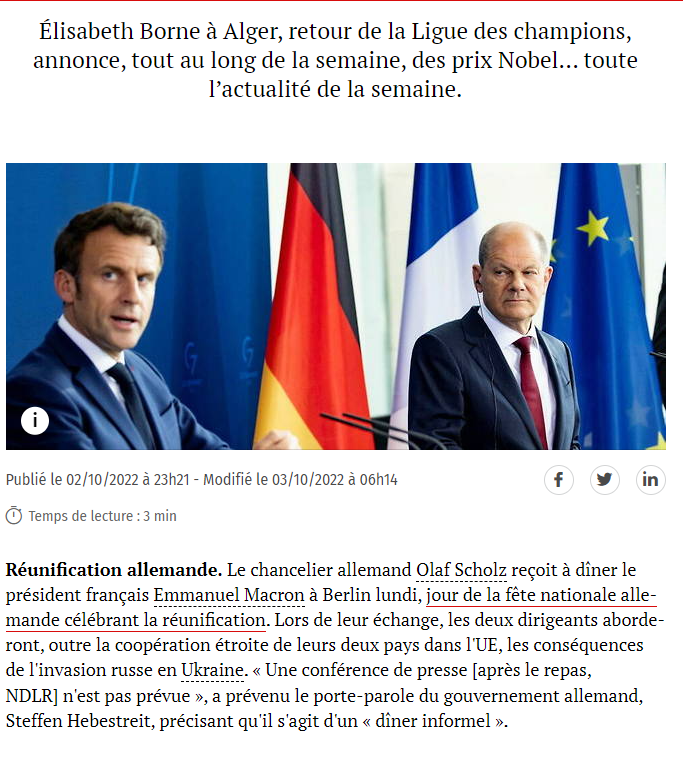 Élisabeth Borne à Alger, retour de la Ligue des champions,
annonce, tout au long de la semaine, des prix Nobel… toute
l’actualité de la semaine.
i
Publié le 02/10/2022 à 23h21 - Modifié le 03/10/2022 à 06h14
Temps de lecture : 3 min
Réunification allemande. Le chancelier allemand Olaf Scholz reçoit à dîner le
président français Emmanuel Macron à Berlin lundi, jour de la fête nationale alle-
mande célébrant la réunification. Lors de leur échange, les deux dirigeants aborde-
ront, outre la coopération étroite de leurs deux pays dans l'UE, les conséquences
de l'invasion russe en Ukraine. « Une conférence de presse [après le repas,
NDLR] n'est pas prévue », a prévenu le porte-parole du gouvernement allemand,
Steffen Hebestreit, précisant qu'il s'agit d'un « dîner informel ».